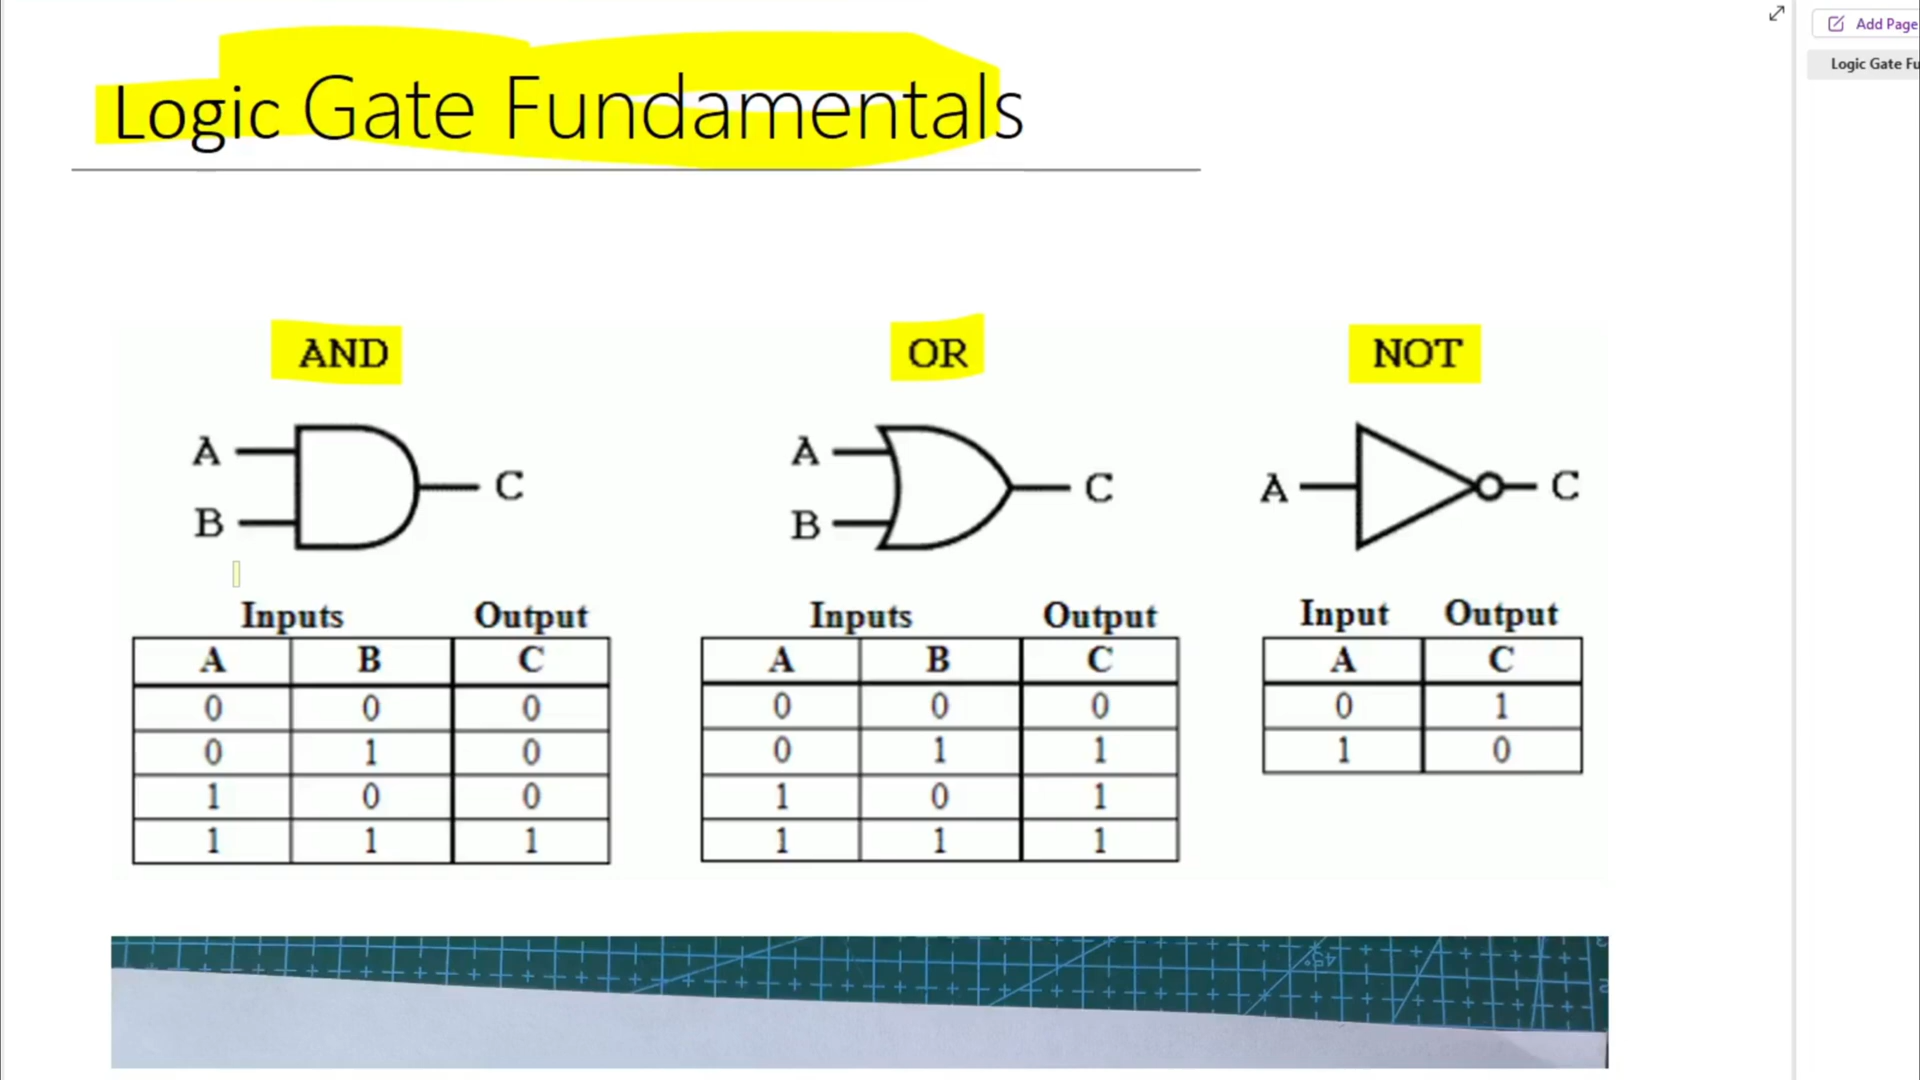 Logic Gate Fundamentals
Add Page
Logic Gate Fu
AND
OR
NOT
A
B
C
A
B
C
A
C
Inputs Output
A B C
0 0 0
0 1 0
1 0 0
1 1 1
Inputs Output
A B C
0 0 0
0 1 1
1 0 1
1 1 1
Input Output
A C
0 1
1 0
45°